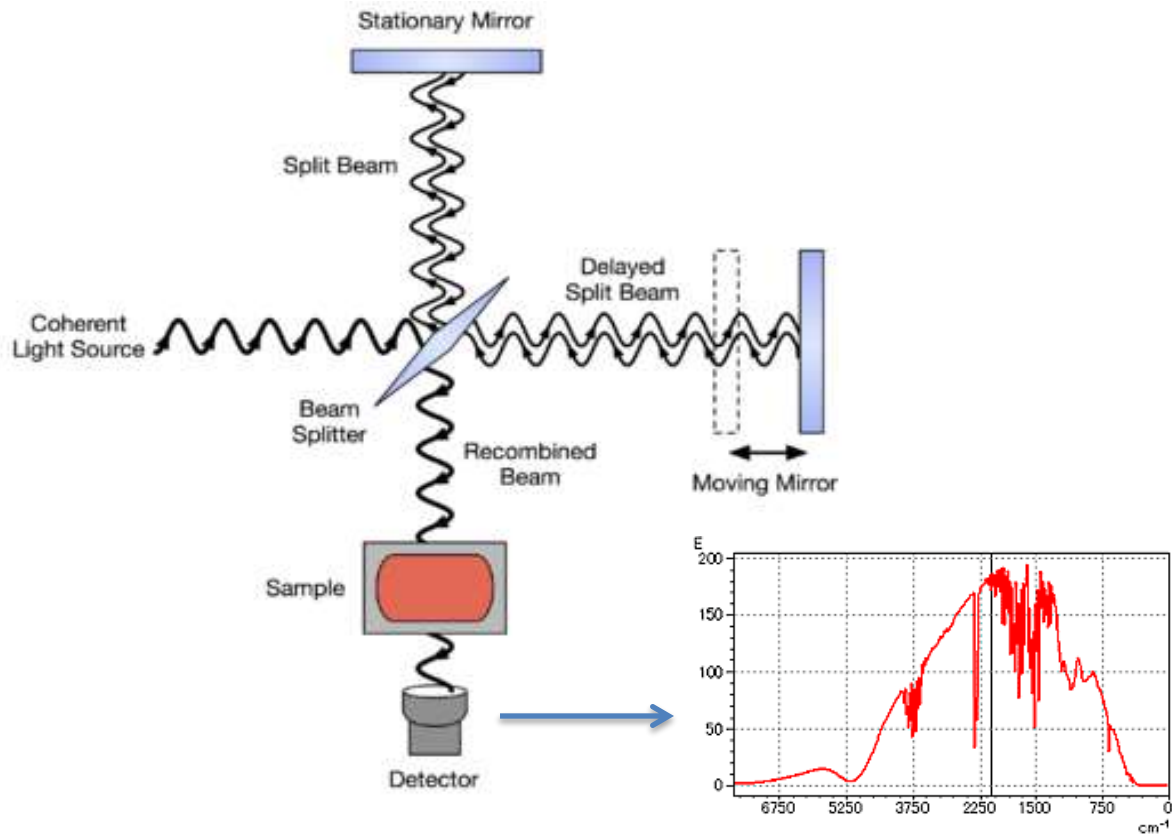 Stationary Mirror
Split Beam
Delayed
Split Beam
Coherent
Light Source
Beam
Splitter
Recombined
Beam
Moving Mirror
Sample
Detector
E
200
150
100
50
0
6750 5250 3750 2250 1500 750 0
cm⁻¹